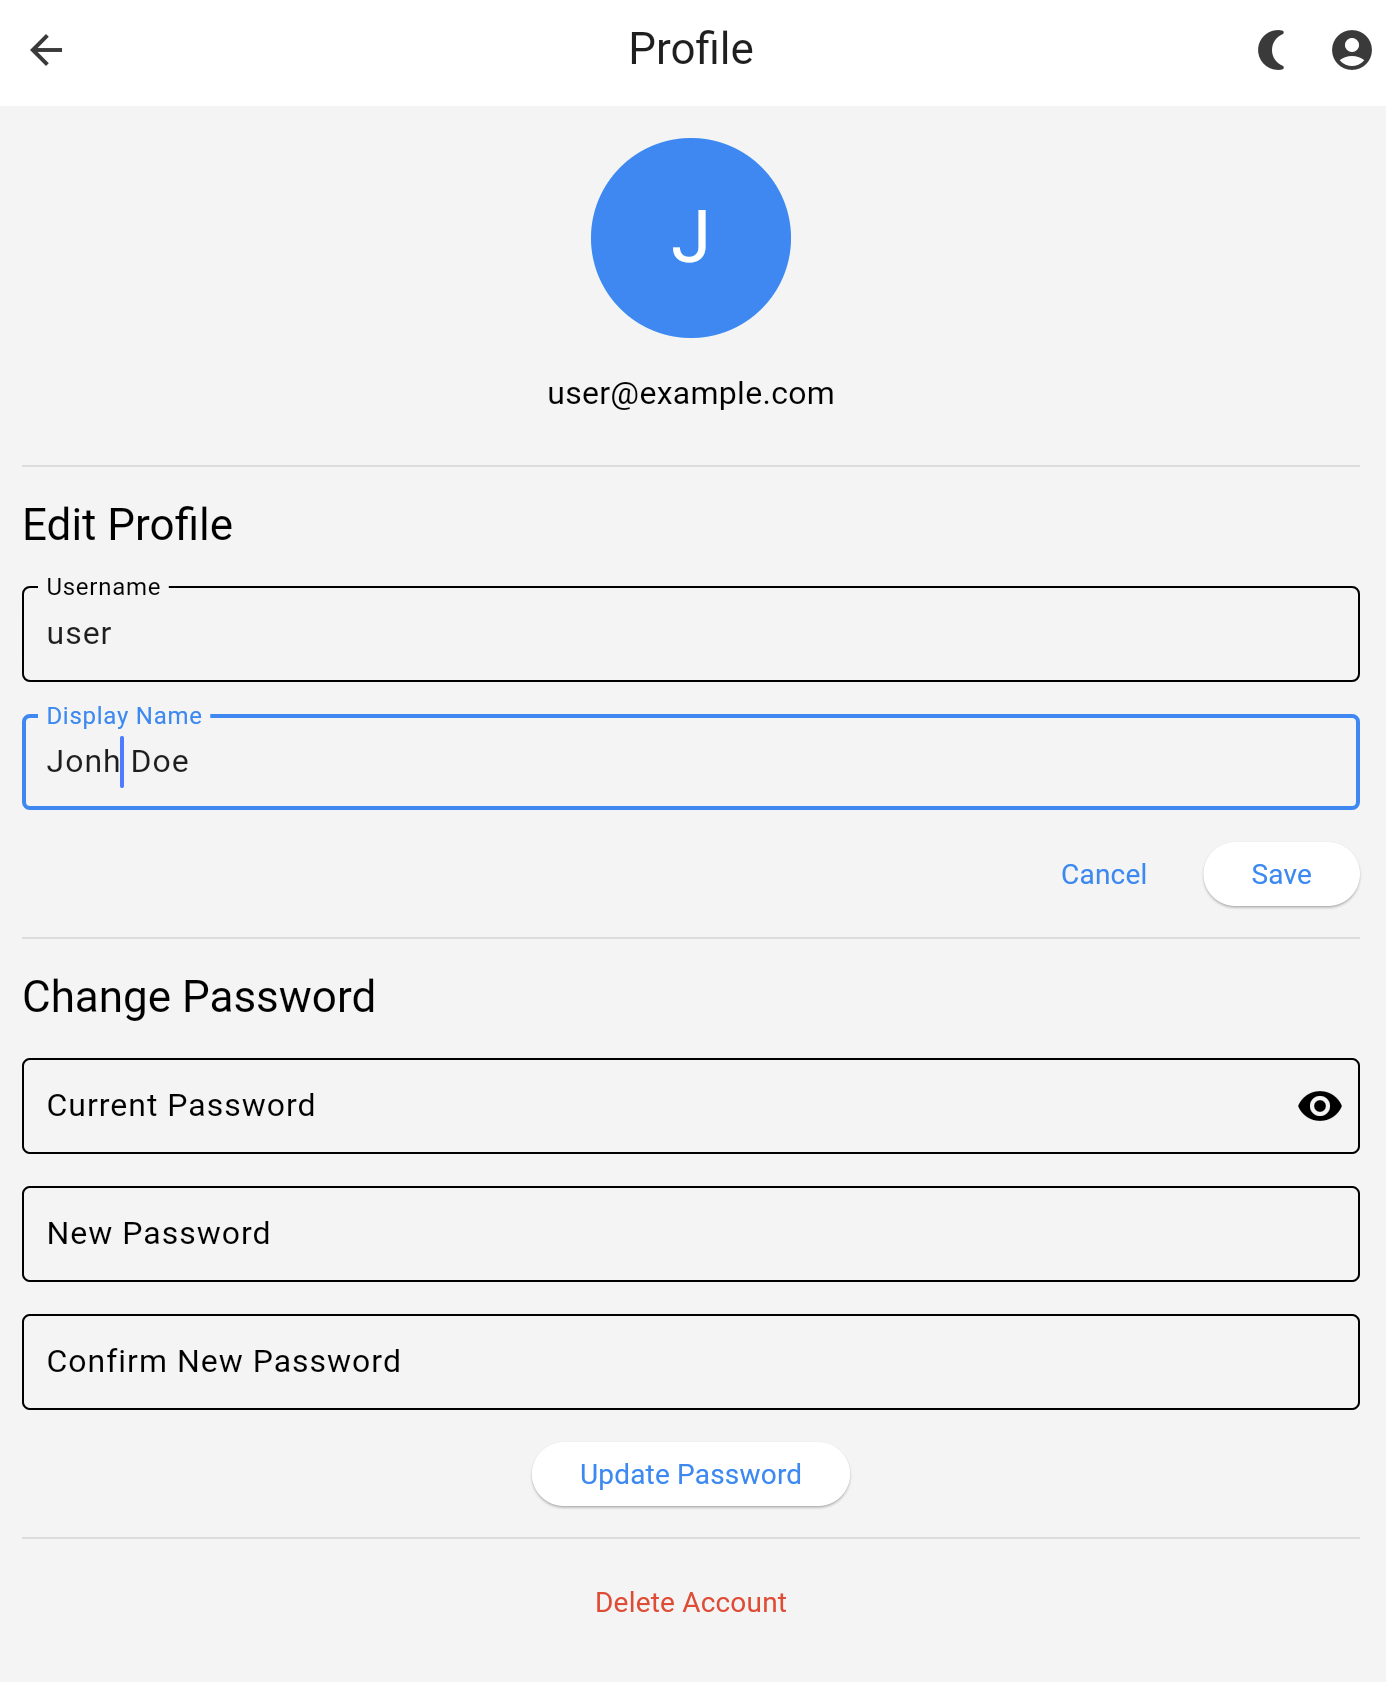 Profile
J
user@example.com
Edit Profile
Username
user
Display Name
Jonh Doe
Cancel Save
Change Password
Current Password
New Password
Confirm New Password
Update Password
Delete Account